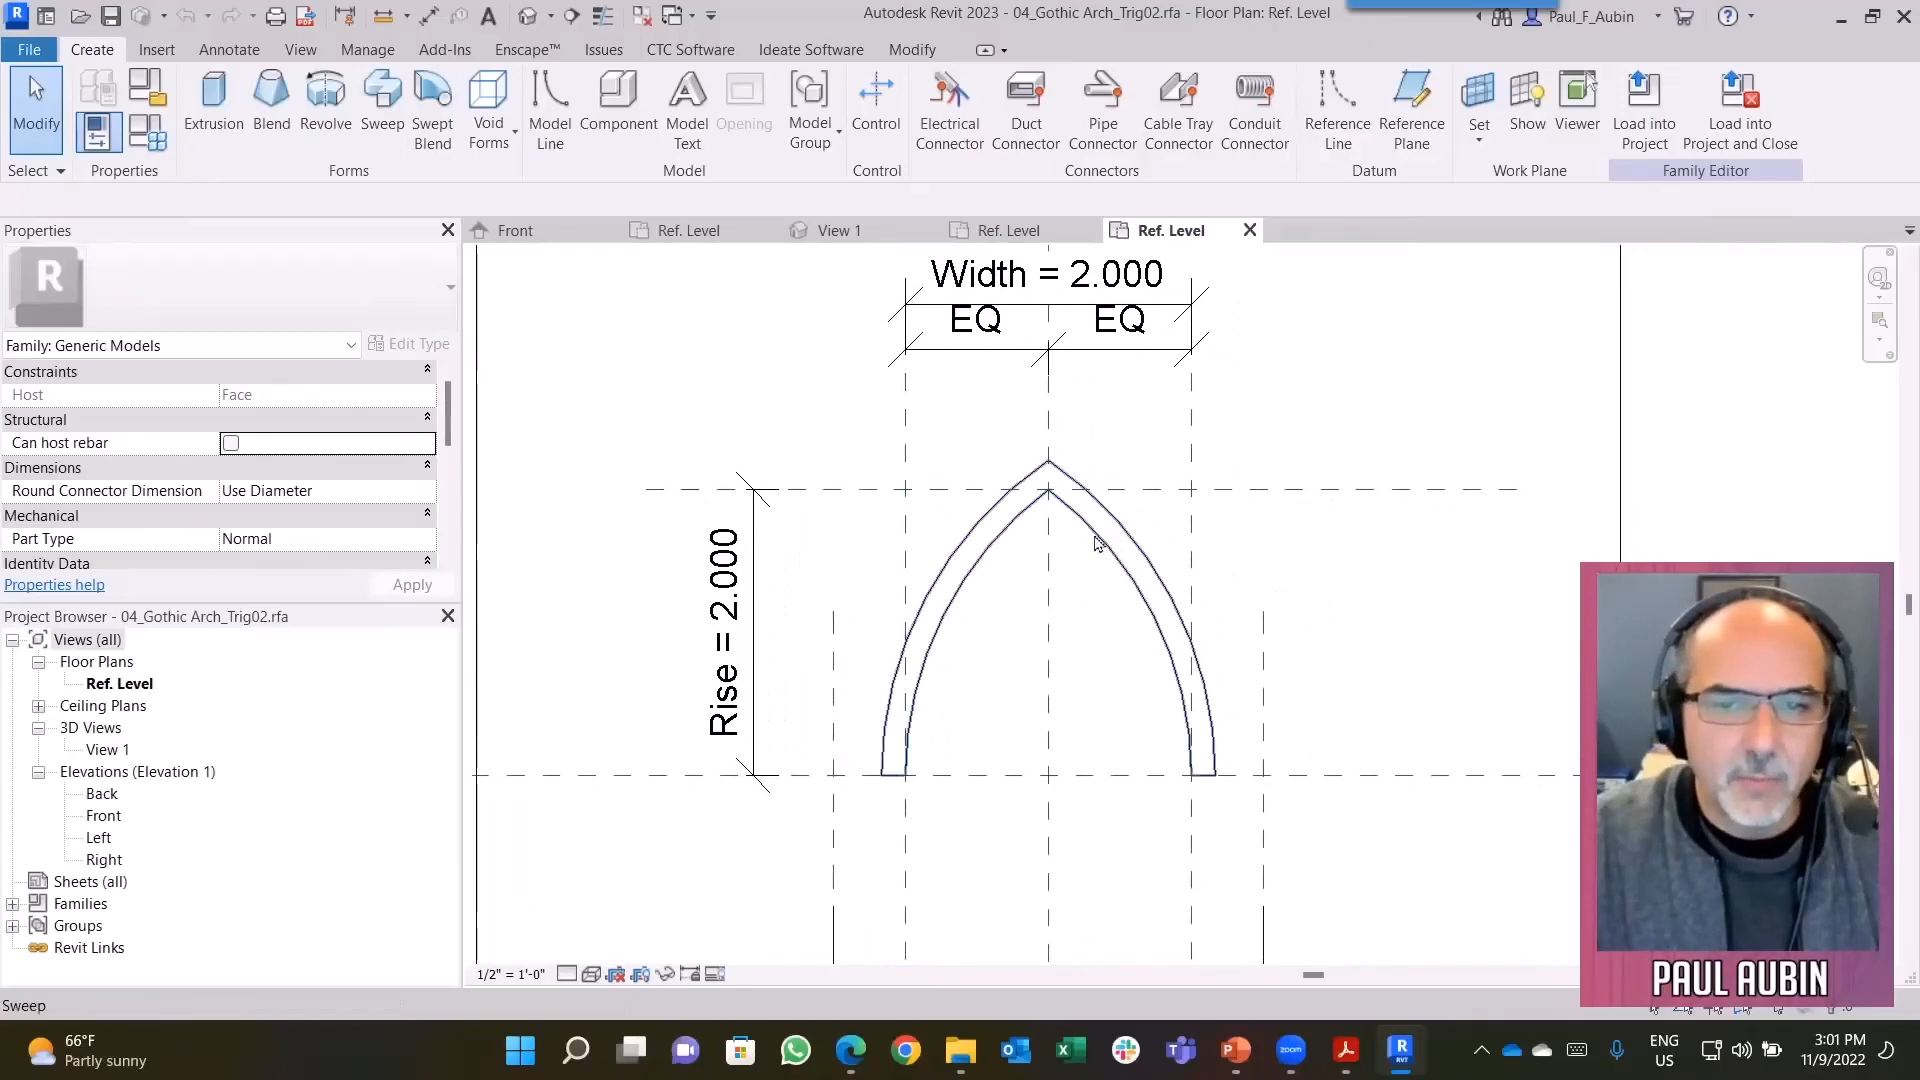 Autodesk Revit 2023 - 04_Gothic Arch_Trig02.rfa - Floor Plan: Ref. Level
Paul_F_Aubin
File Create Insert Annotate View Manage Add-Ins Enscape™ Issues CTC Software Ideate Software Modify
Modify
Extrusion Blend Revolve Sweep Swept Blend Void Forms
Model Line Component Model Text Opening Model Group
Control
Electrical Connector Duct Connector Pipe Connector Cable Tray Connector Conduit Connector
Reference Line Reference Plane
Set Show Viewer
Load into Project Load into Project and Close
Select Properties Forms Model Control Connectors Datum Work Plane Family Editor
Properties
Front Ref. Level View 1 Ref. Level Ref. Level
R
Family: Generic Models Edit Type
Constraints
Host Face
Structural
Can host rebar
Dimensions
Round Connector Dimension Use Diameter
Mechanical
Part Type Normal
Identity Data
Properties help Apply
Project Browser - 04_Gothic Arch_Trig02.rfa
Views (all)
Floor Plans
Ref. Level
Ceiling Plans
3D Views
View 1
Elevations (Elevation 1)
Back
Front
Left
Right
Sheets (all)
Families
Groups
Revit Links
Width = 2.000
EQ EQ
Rise = 2.000
2D
1/2" = 1'-0"
PAUL AUBIN
Sweep
66°F
Partly sunny
zoom
R
RVT
ENG
US
3:01 PM
11/9/2022